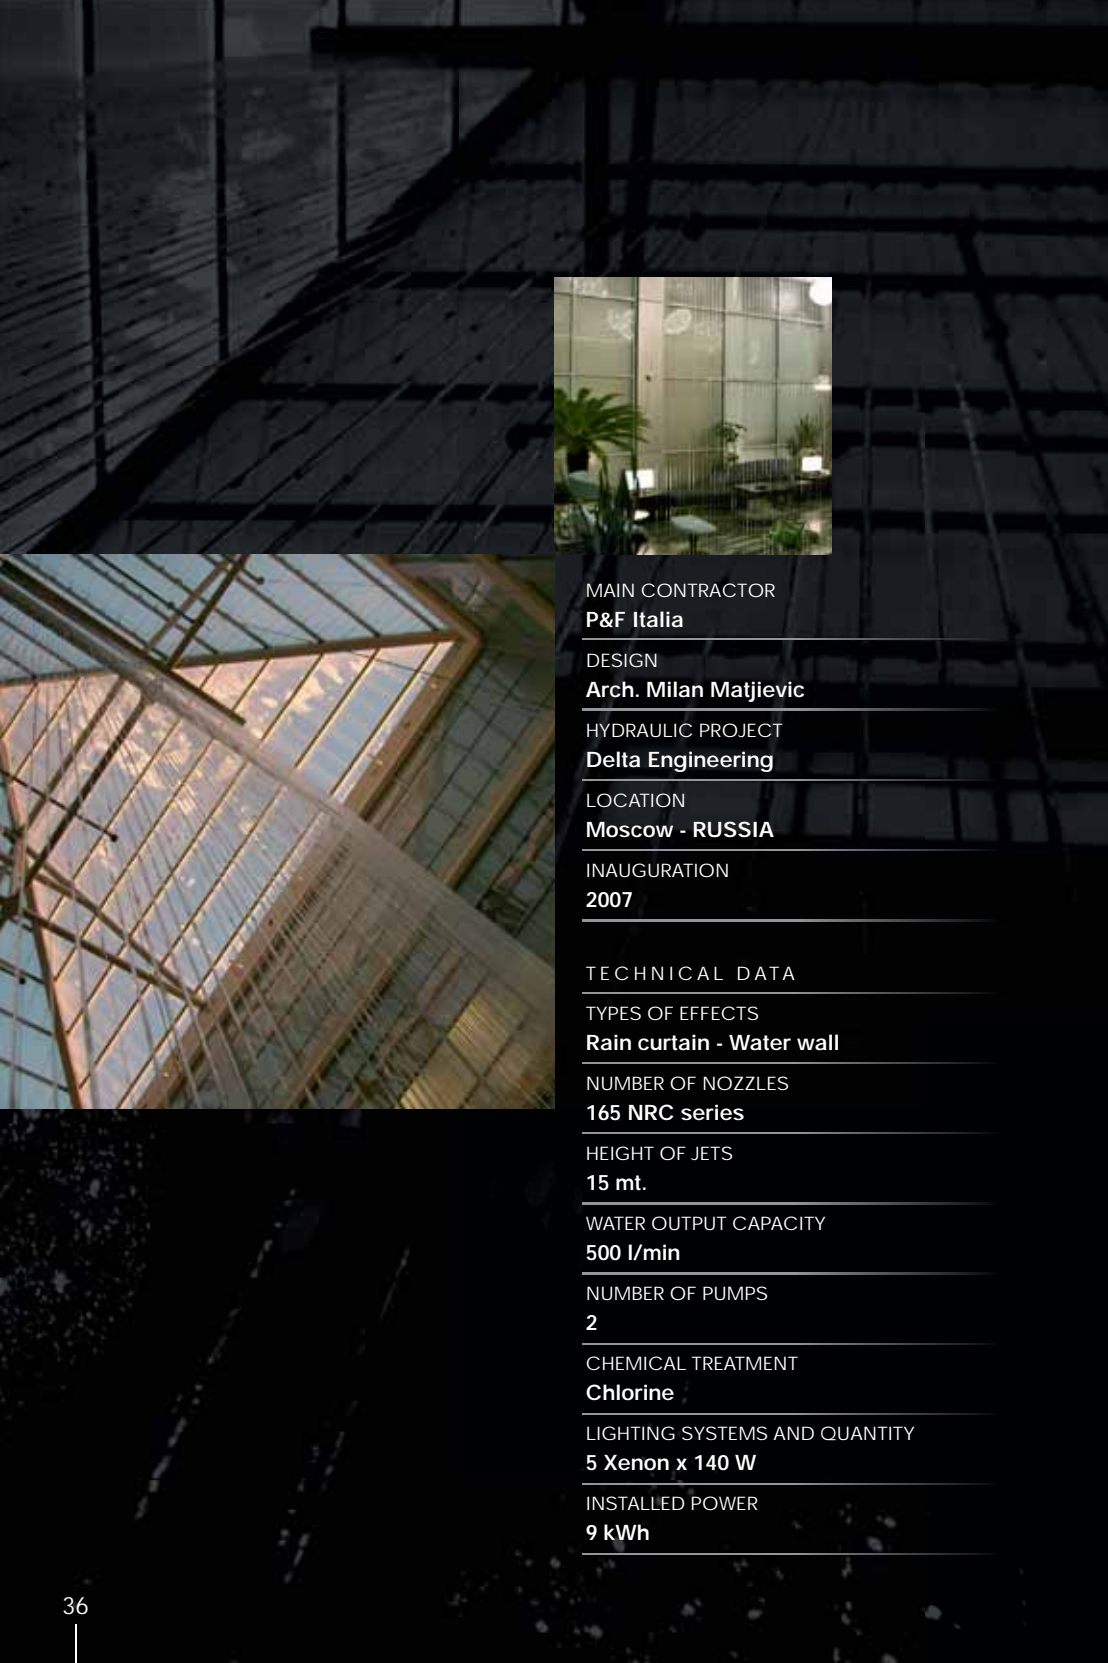 MAIN CONTRACTOR
P&F Italia
DESIGN
Arch. Milan Matjievic
HYDRAULIC PROJECT
Delta Engineering
LOCATION
Moscow - RUSSIA
INAUGURATION
2007
TECHNICAL DATA
TYPES OF EFFECTS
Rain curtain - Water wall
NUMBER OF NOZZLES
165 NRC series
HEIGHT OF JETS
15 mt.
WATER OUTPUT CAPACITY
500 l/min
NUMBER OF PUMPS
2
CHEMICAL TREATMENT
Chlorine
LIGHTING SYSTEMS AND QUANTITY
5 Xenon x 140 W
INSTALLED POWER
9 kWh
36